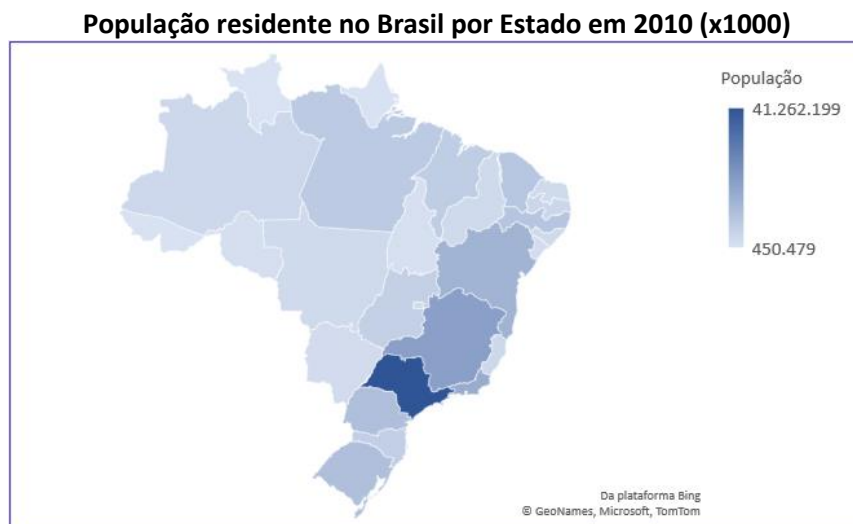 População residente no Brasil por Estado em 2010 (x1000)
População
41.262.199
450.479
Da plataforma Bing
© GeoNames, Microsoft, TomTom